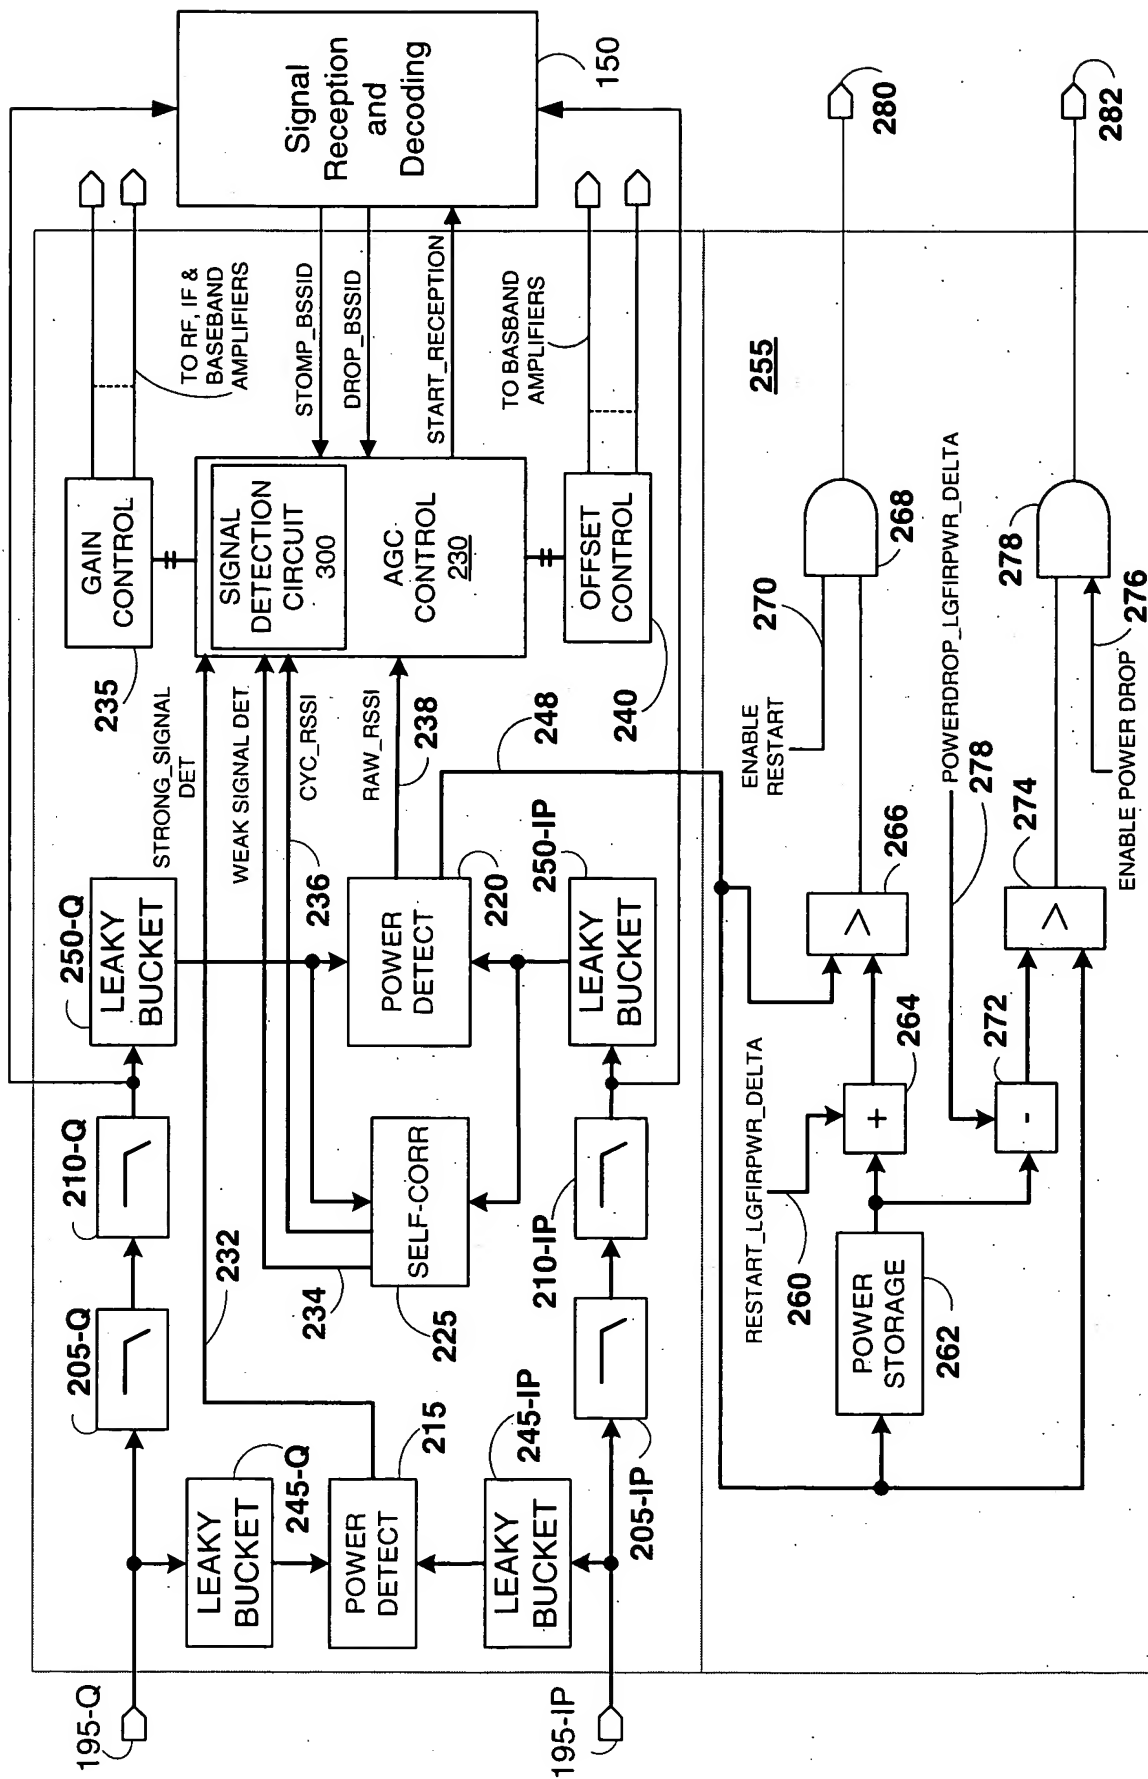 195-Q
195-IP
205-Q
210-Q
250-Q
LEAKY
BUCKET
LEAKY
BUCKET
245-Q
POWER
DETECT
215
LEAKY
BUCKET
245-IP
205-IP
210-IP
LEAKY
BUCKET
250-IP
232
234
236
SELF-CORR
225
POWER
DETECT
220
STRONG_SIGNAL
DET
WEAK SIGNAL DET.
CYC_RSSI
RAW_RSSI
238
248
235
GAIN
CONTROL
SIGNAL
DETECTION
CIRCUIT
300
AGC
CONTROL
230
OFFSET
CONTROL
240
TO RF, IF &
BASEBAND
AMPLIFIERS
STOMP_BSSID
DROP_BSSID
START_RECEPTION
TO BASBAND
AMPLIFIERS
Signal
Reception
and
Decoding
150
255
RESTART_LGFIRPWR_DELTA
260
POWER
STORAGE
262
+
264
-
272
>
266
>
274
ENABLE
RESTART
270
268
280
POWERDROP_LGFIRPWR_DELTA
278
278
276
ENABLE POWER DROP
282